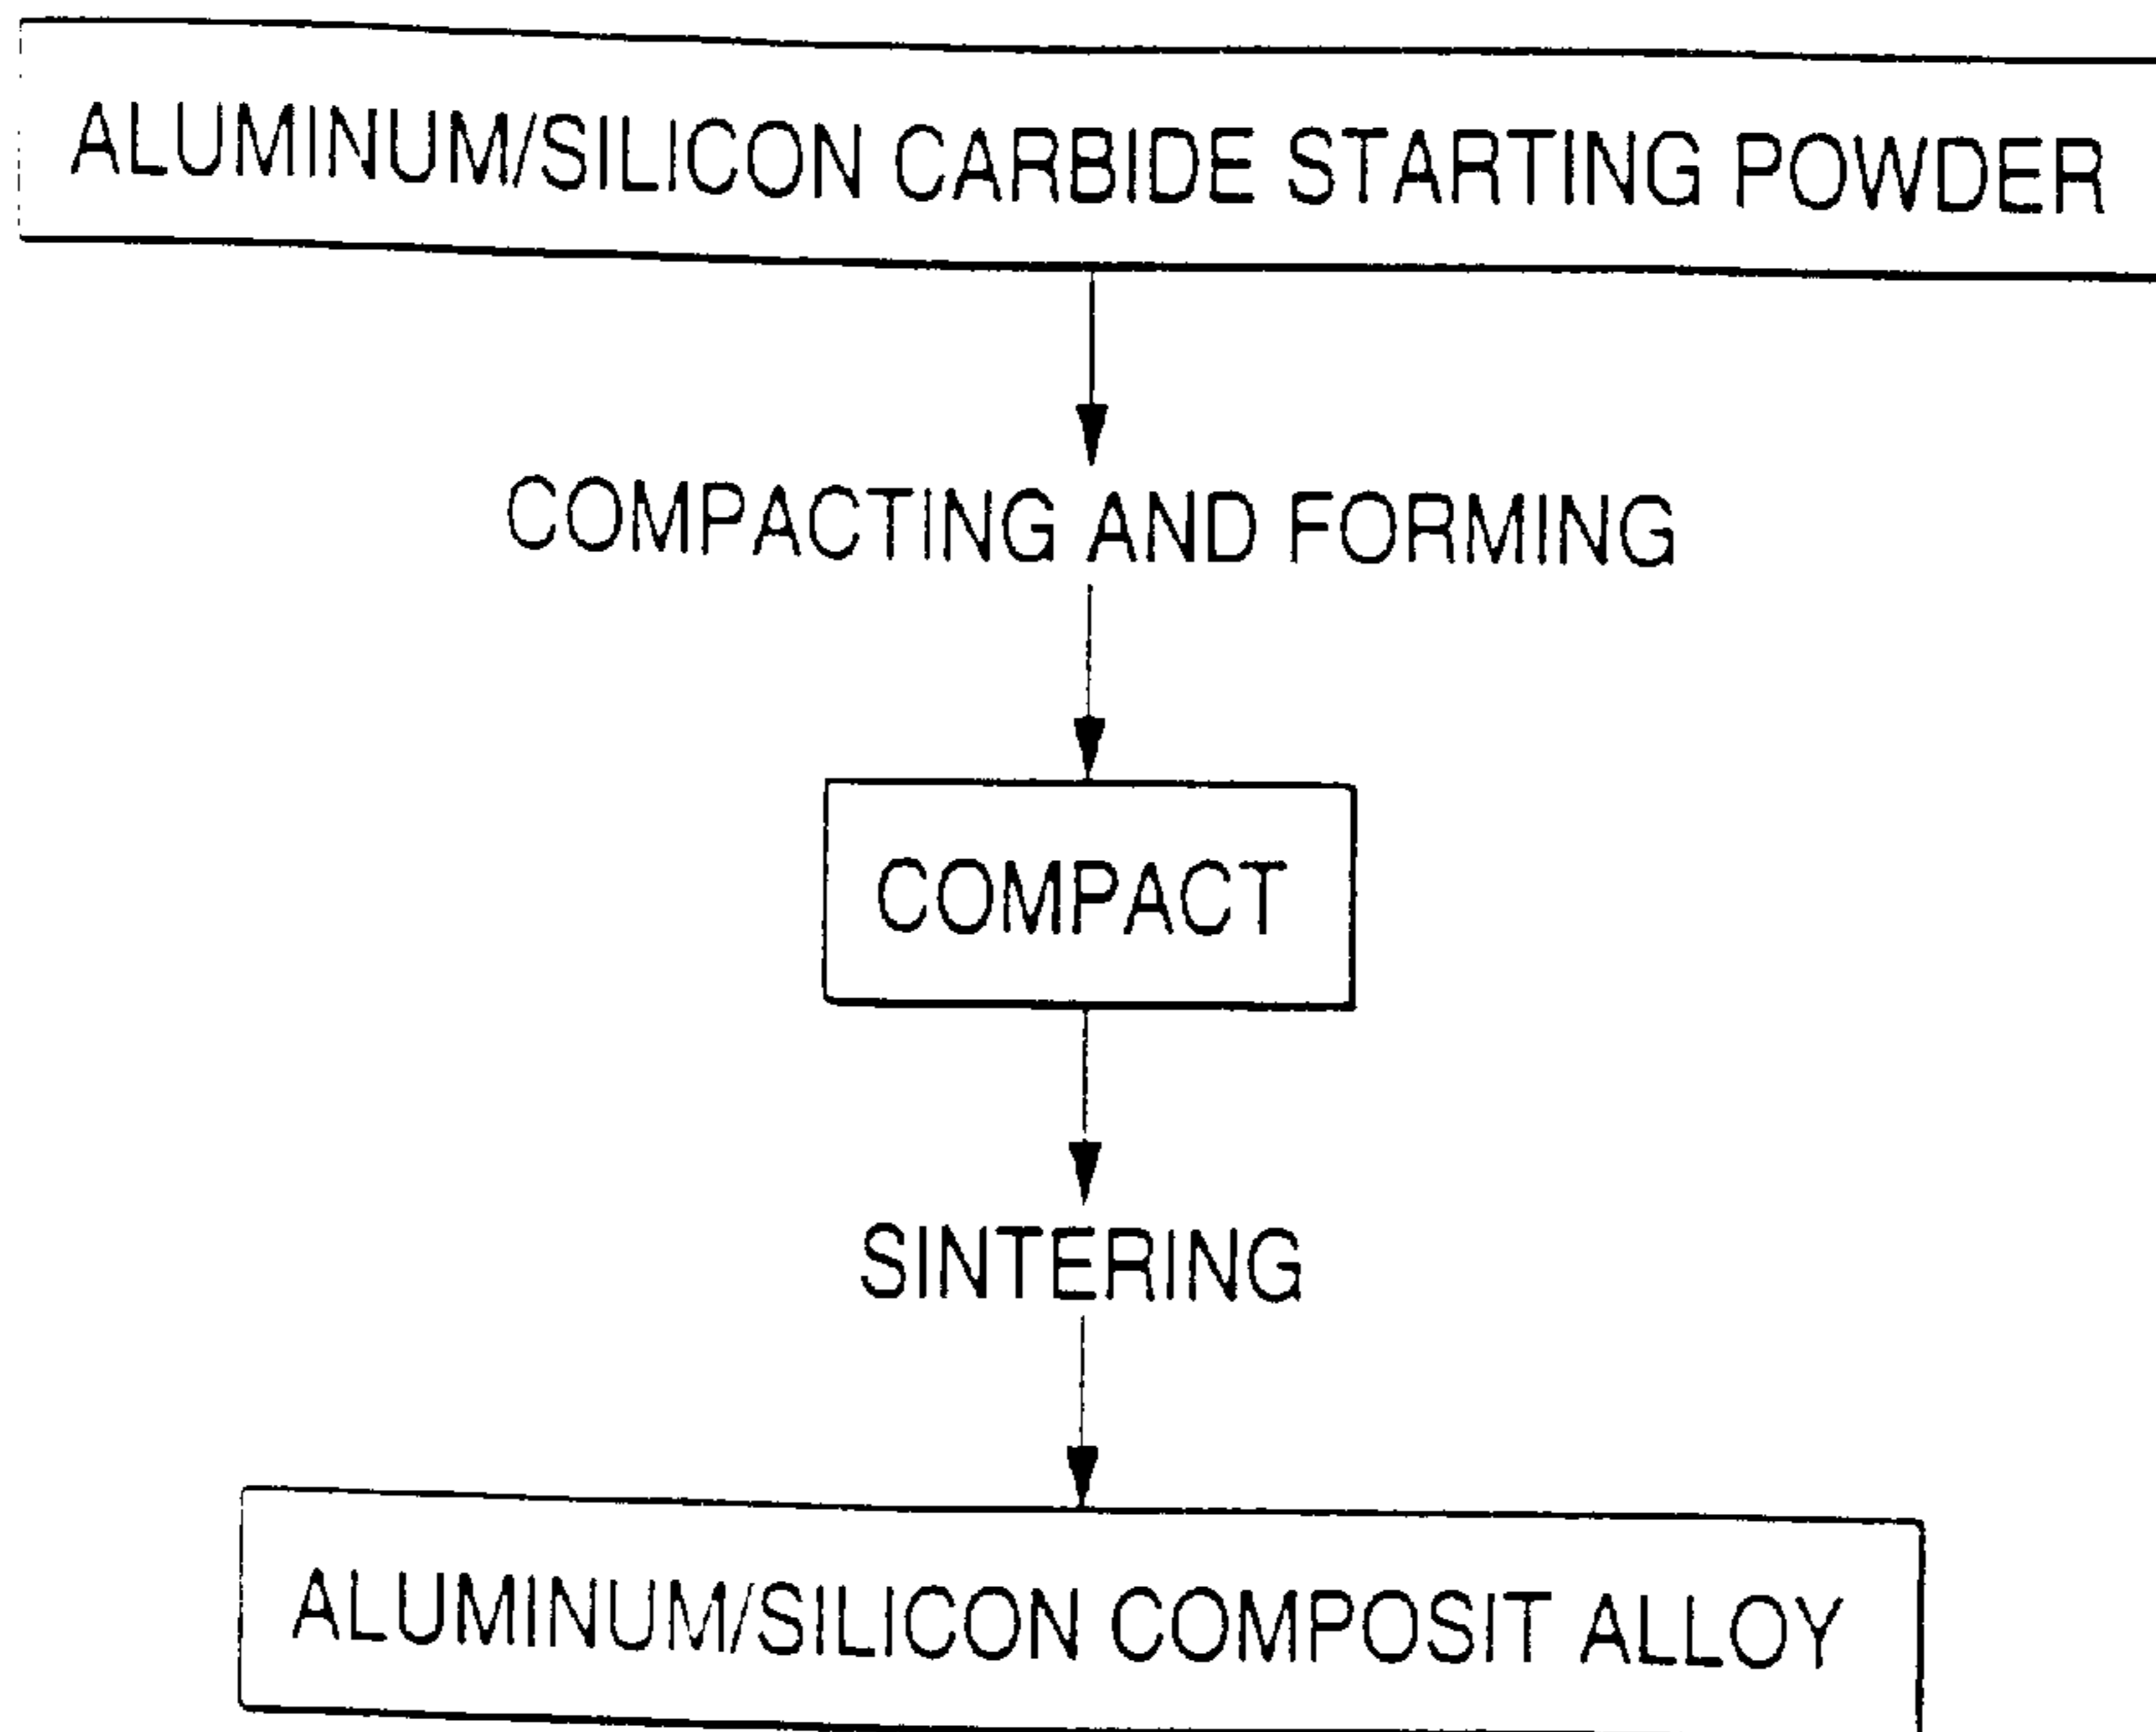 ALUMINUM/SILICON CARBIDE STARTING POWDER
COMPACTING AND FORMING
COMPACT
SINTERING
ALUMINUM/SILICON COMPOSIT ALLOY